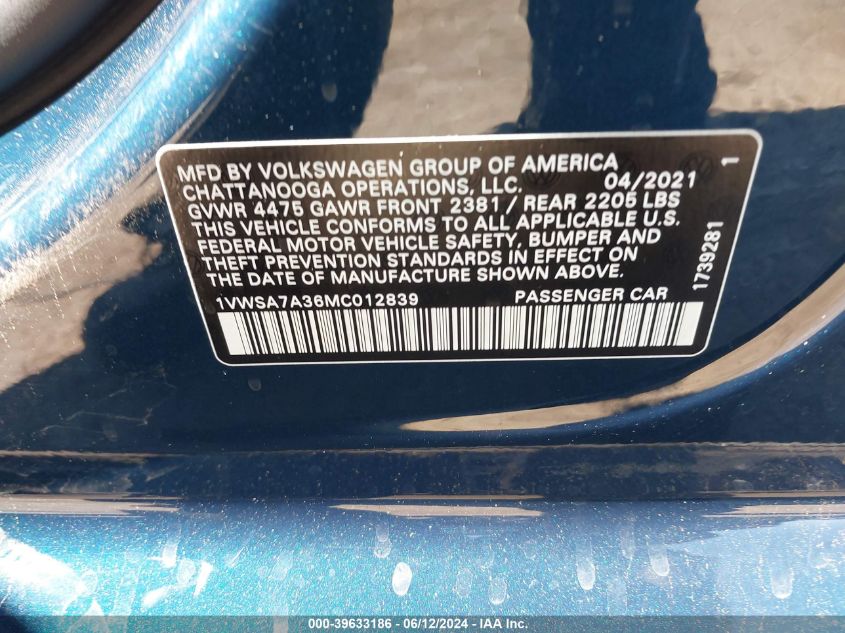 MFD BY VOLKSWAGEN GROUP OF AMERICA
CHATTANOOGA OPERATIONS, LLC. 04/2021
GVWR 4475 GAWR FRONT 2381 / REAR 2205 LBS
THIS VEHICLE CONFORMS TO ALL APPLICABLE U.S.
FEDERAL MOTOR VEHICLE SAFETY, BUMPER AND
THEFT PREVENTION STANDARDS IN EFFECT ON
THE DATE OF MANUFACTURE SHOWN ABOVE.
1VWSA7A36MC012839 PASSENGER CAR
1739281 1
000-39633186 - 06/12/2024 - IAA Inc.